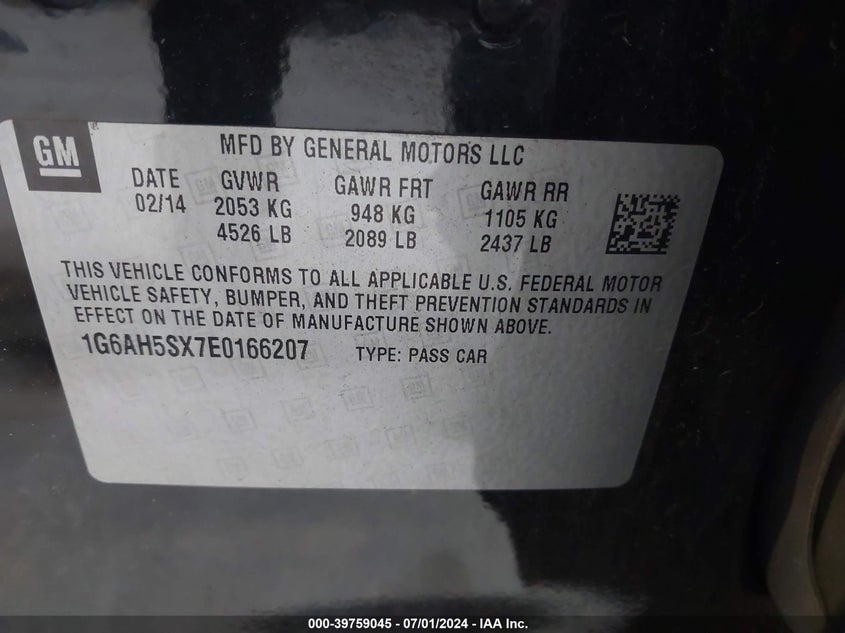 GM
MFD BY GENERAL MOTORS LLC
DATE GVWR GAWR FRT GAWR RR
02/14 2053 KG 948 KG 1105 KG
4526 LB 2089 LB 2437 LB
THIS VEHICLE CONFORMS TO ALL APPLICABLE U.S. FEDERAL MOTOR
VEHICLE SAFETY, BUMPER, AND THEFT PREVENTION STANDARDS IN
EFFECT ON THE DATE OF MANUFACTURE SHOWN ABOVE.
1G6AH5SX7E0166207 TYPE: PASS CAR
000-39759045 - 07/01/2024 - IAA Inc.